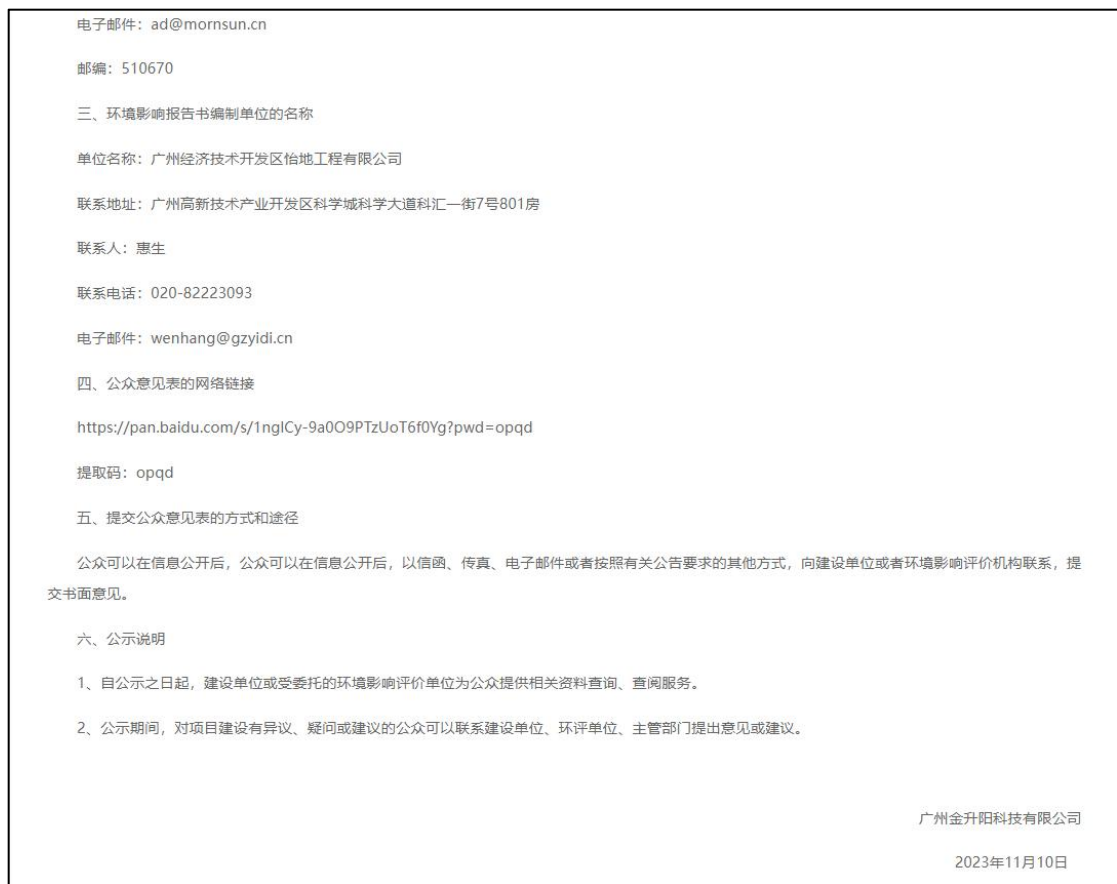 电子邮件：ad@mornsun.cn
邮编：510670
三、环境影响报告书编制单位的名称
单位名称：广州经济技术开发区怡地工程有限公司
联系地址：广州高新技术产业开发区科学城科学大道科汇一街7号801房
联系人：惠生
联系电话：020-82223093
电子邮件：wenhang@gzyidi.cn
四、公众意见表的网络链接
https://pan.baidu.com/s/1nglCy-9a0O9PTzUoT6f0Yg?pwd=opqd
提取码：opqd
五、提交公众意见表的方式和途径
公众可以在信息公开后，公众可以在信息公开后，以信函、传真、电子邮件或者按照有关公告要求的其他方式，向建设单位或者环境影响评价机构联系，提
交书面意见。
六、公示说明
1、自公示之日起，建设单位或受委托的环境影响评价单位为公众提供相关资料查询、查阅服务。
2、公示期间，对项目建设有异议、疑问或建议的公众可以联系建设单位、环评单位、主管部门提出意见或建议。
广州金升阳科技有限公司
2023年11月10日